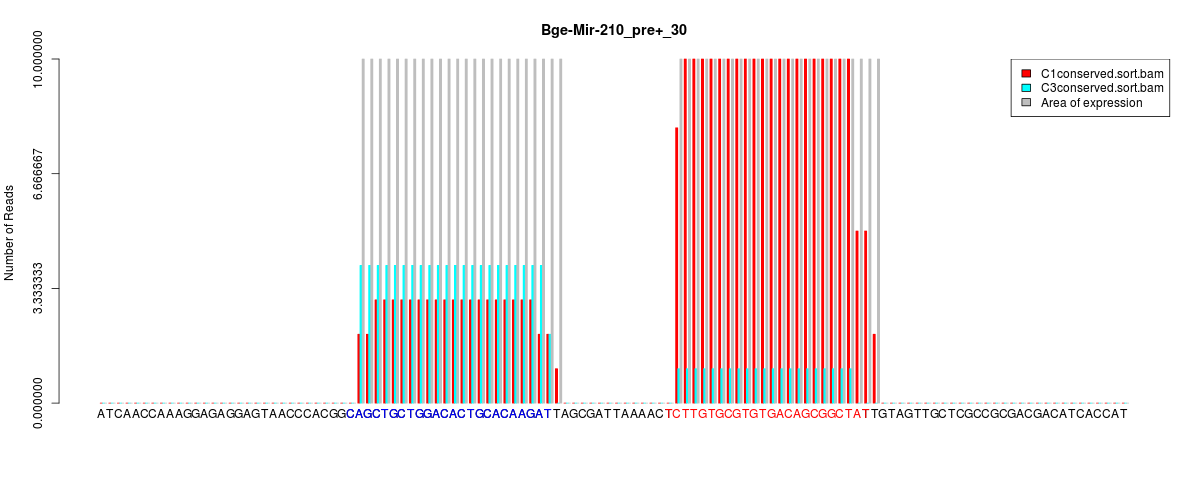 Bge-Mir-210_pre+_30
10.000000
6.666667
3.333333
0.000000
Number of Reads
C1conserved.sort.bam
C3conserved.sort.bam
Area of expression
ATCAACCAAAGGAGAGGAGTAACCCACGGCAGCTGCTGGACACTGCACAAGATTAGCGATTAAAACTCTTGTGCGTGTGACAGCGGCTATTGTAGTTGCTCGCCGCGACGACATCACCAT